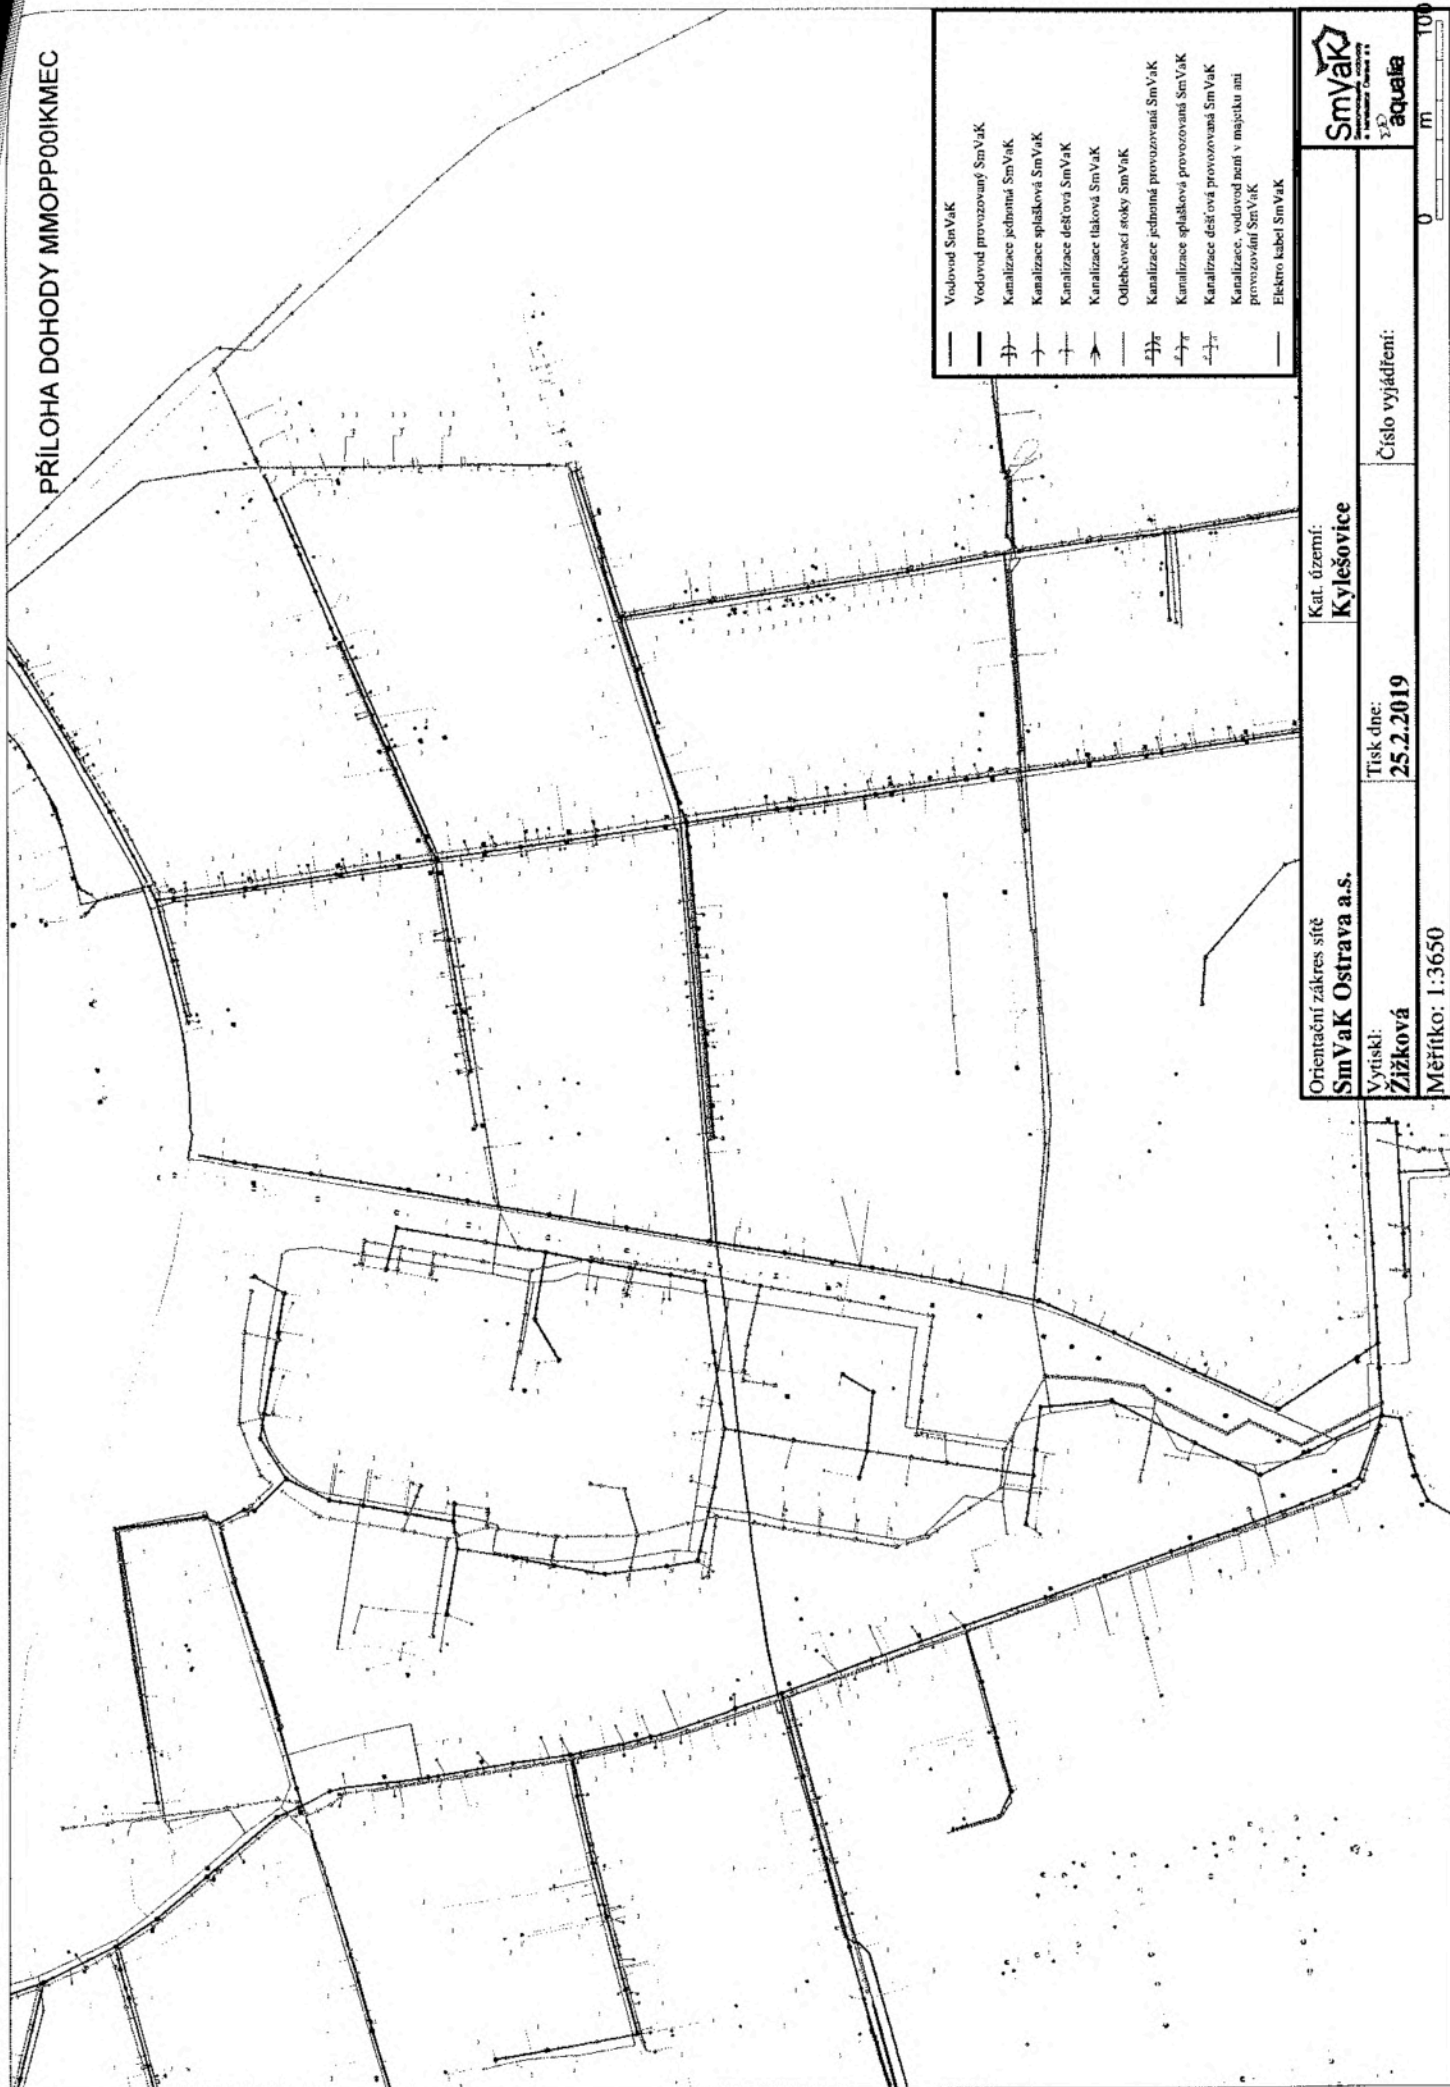 PŘÍLOHA DOHODY MMOPP00IKMEC
Vodovod SmVaK
Vodovod provozovaný SmVaK
Kanalizace jednotná SmVaK
Kanalizace splašková SmVaK
Kanalizace dešťová SmVaK
Kanalizace tlaková SmVaK
Odlehčovací stoky SmVaK
Kanalizace jednotná provozovaná SmVaK
Kanalizace splašková provozovaná SmVaK
Kanalizace dešťová provozovaná SmVaK
Kanalizace, vodovod není v majetku ani
provozování SmVaK
Elektro kabel SmVaK
Orientační zákres sítě
SmVaK Ostrava a.s.
Kat. území:
Kylešovice
SmVaK
aqualia
Vytiskl:
Žižková
Tisk dne:
25.2.2019
Číslo vyjádření:
Měřítko: 1:3650
0 m 100